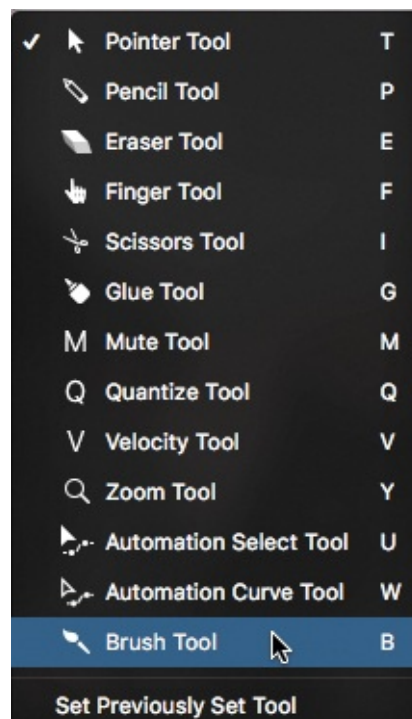 Pointer Tool T
Pencil Tool P
Eraser Tool E
Finger Tool F
Scissors Tool I
Glue Tool G
M Mute Tool M
Q Quantize Tool Q
V Velocity Tool V
Zoom Tool Y
Automation Select Tool U
Automation Curve Tool W
Brush Tool B
Set Previously Set Tool